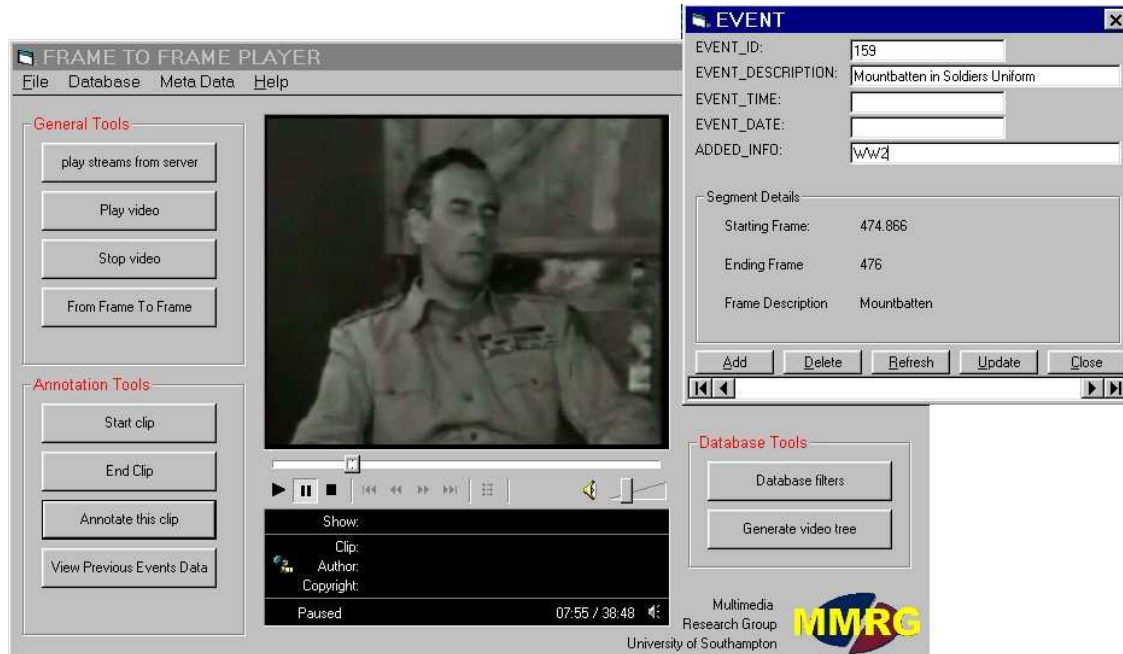 FRAME TO FRAME PLAYER
File Database Meta Data Help
General Tools
play streams from server
Play video
Stop video
From Frame To Frame
Annotation Tools
Start clip
End Clip
Annotate this clip
View Previous Events Data
Show:
Clip:
Author:
Copyright:
Paused 07:55 / 38:48
EVENT
EVENT_ID: 159
EVENT_DESCRIPTION: Mountbatten in Soldiers Uniform
EVENT_TIME:
EVENT_DATE:
ADDED_INFO: WW2
Segment Details
Starting Frame: 474.866
Ending Frame 476
Frame Description Mountbatten
Add Delete Refresh Update Close
Database Tools
Database filters
Generate video tree
Multimedia
Research Group
University of Southampton
MMRG